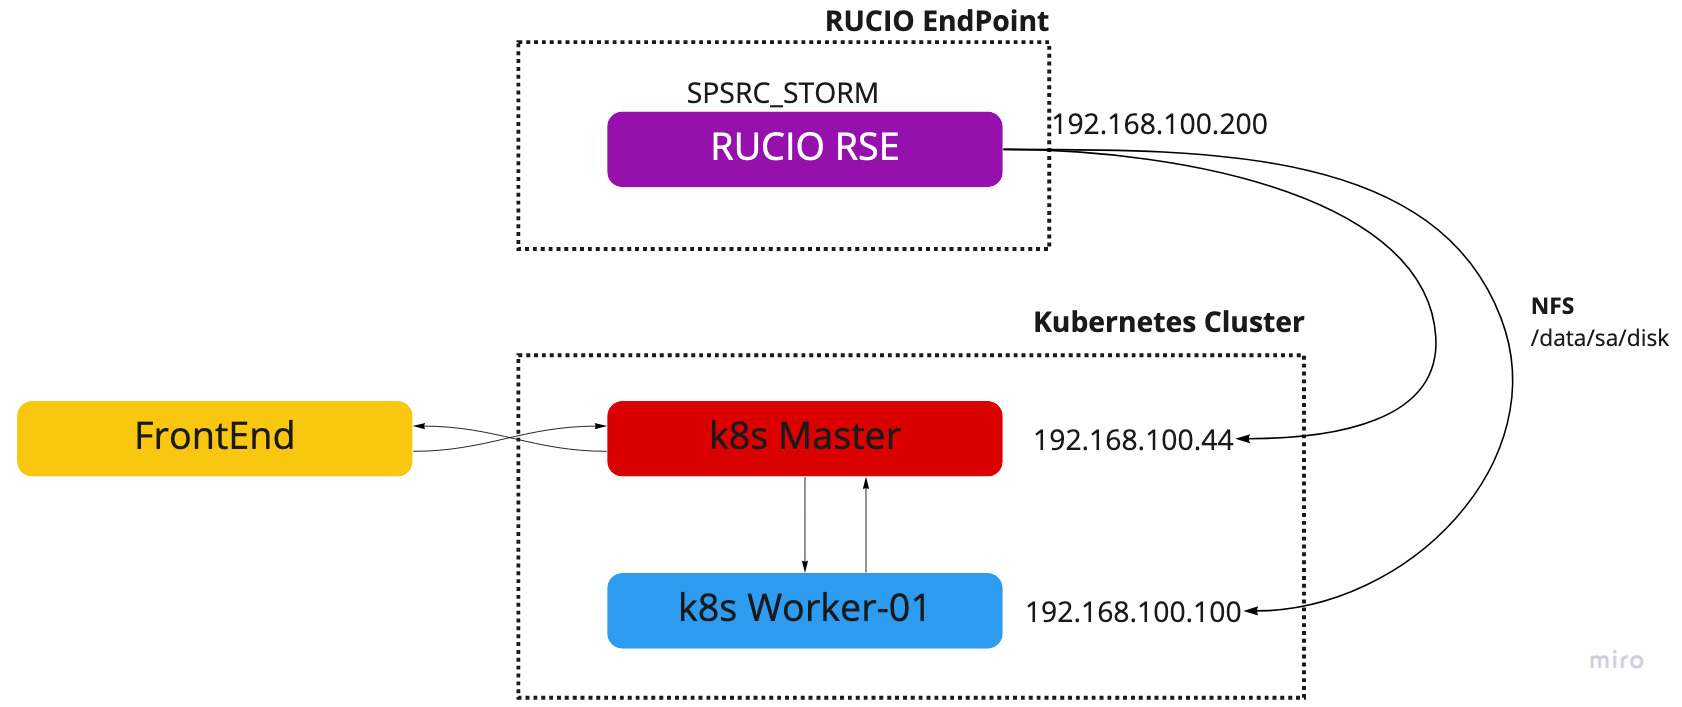 RUCIO EndPoint
SPSRC_STORM
RUCIO RSE
192.168.100.200
NFS
/data/sa/disk
Kubernetes Cluster
FrontEnd
k8s Master
192.168.100.44
k8s Worker-01
192.168.100.100
miro